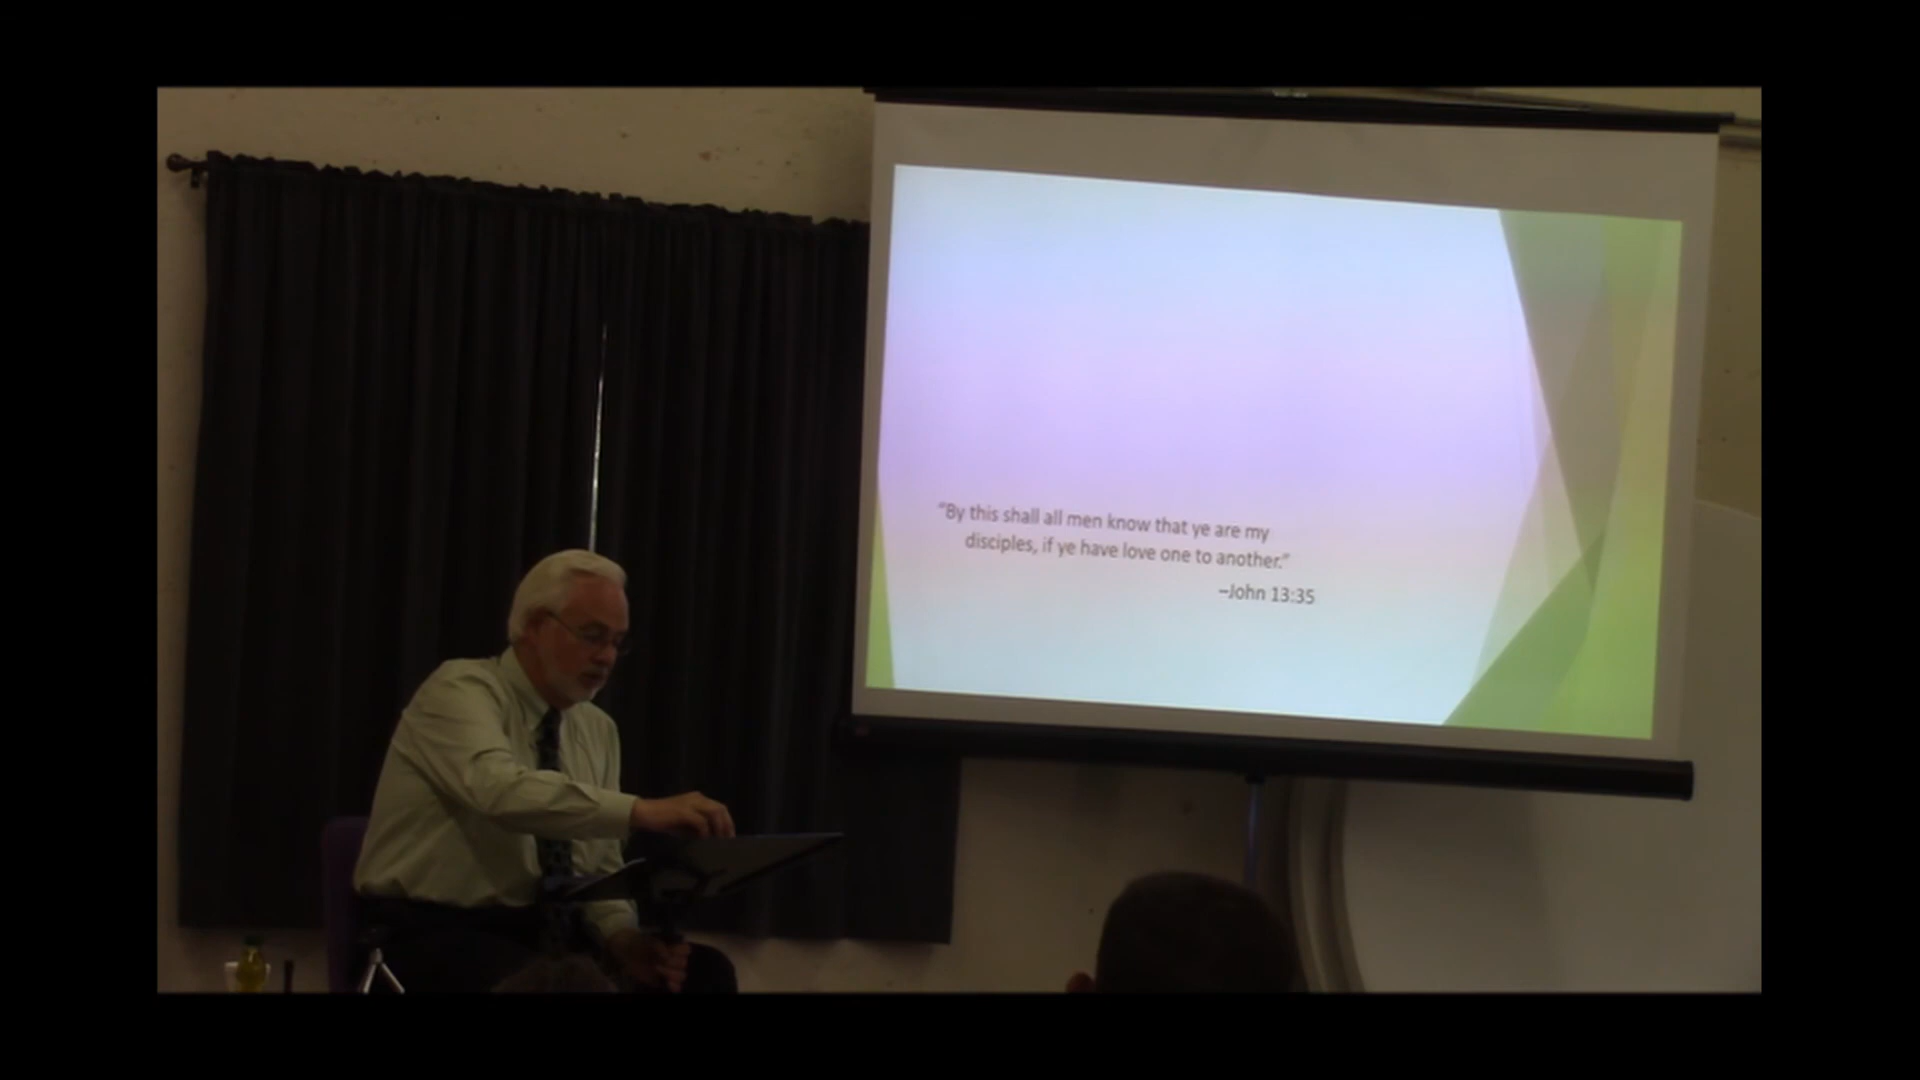 "By this shall all men know that ye are my
disciples, if ye have love one to another."
–John 13:35